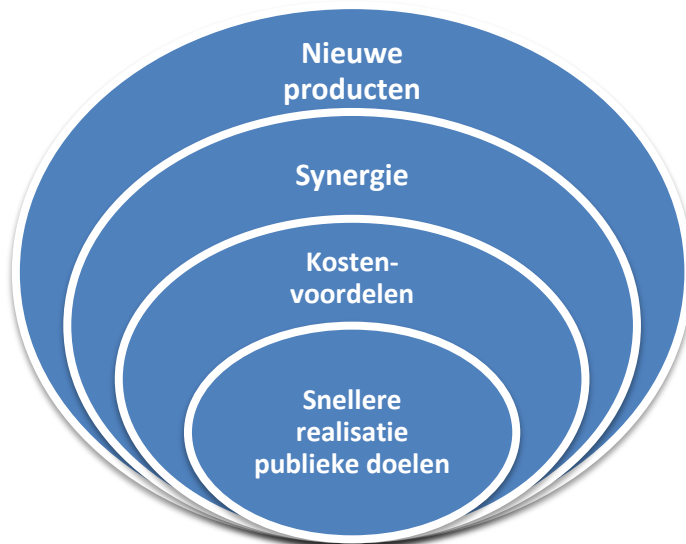 Nieuwe
producten
Synergie
Kosten-
voordelen
Snellere
realisatie
publieke doelen